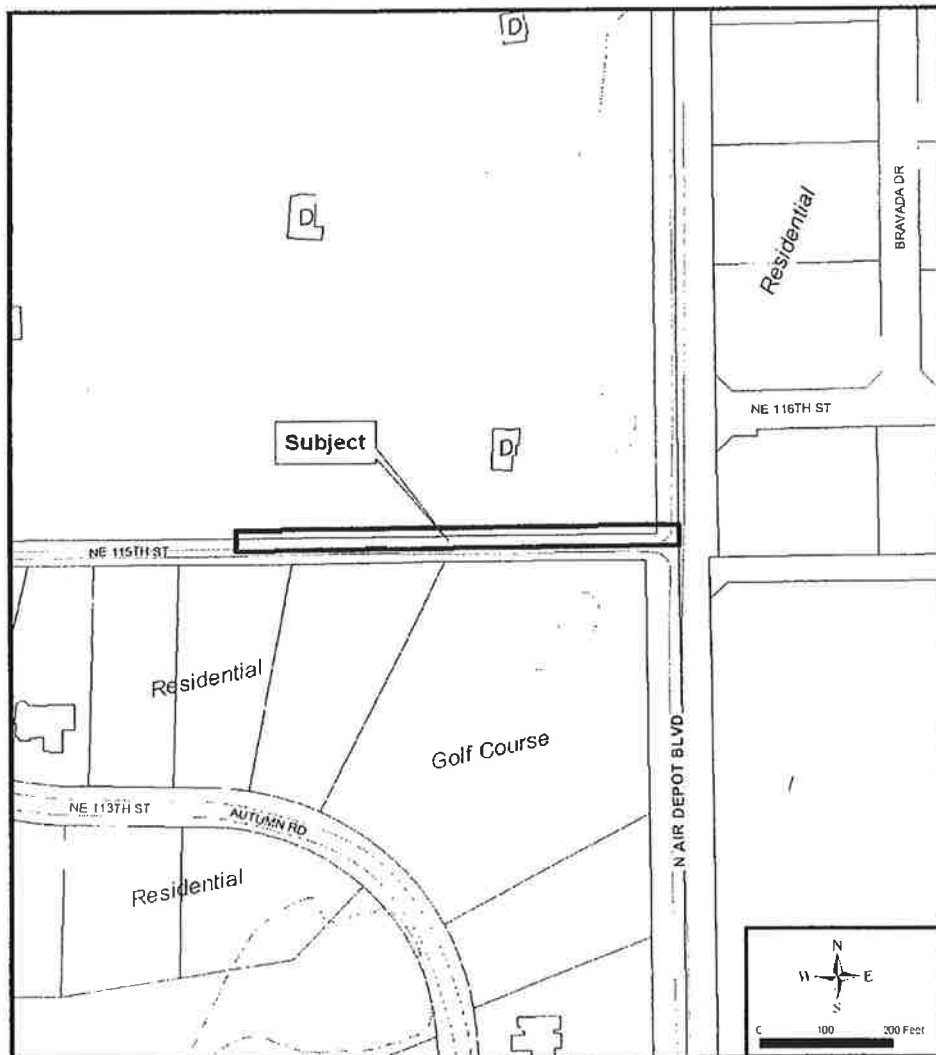 D
D
Residential
BRAVADA DR
NE 116TH ST
Subject
D
NE 115TH ST
Residential
Golf Course
N AIR DEPOT BLVD
NE 113TH ST
AUTUMN RD
Residential
N
W E
S
0 100 200 Feet